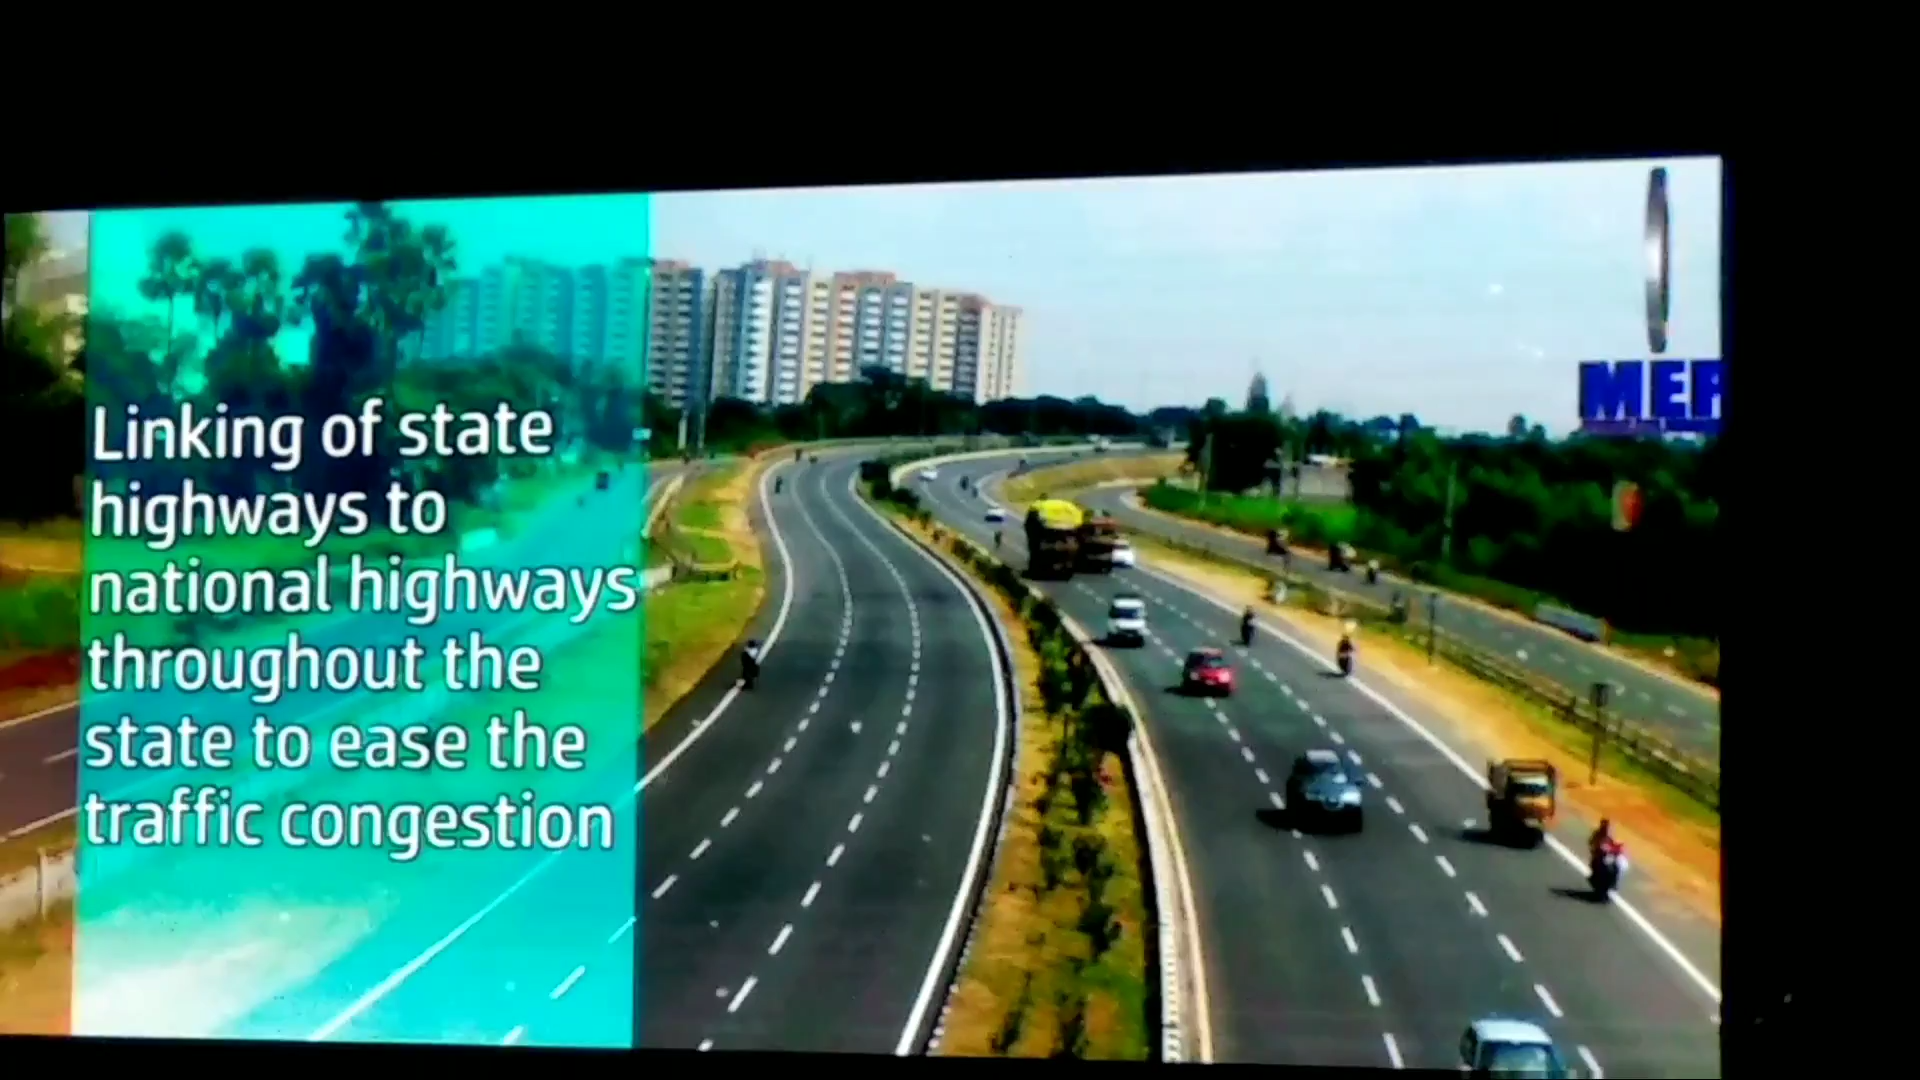 Linking of state
highways to
national highways
throughout the
state to ease the
traffic congestion